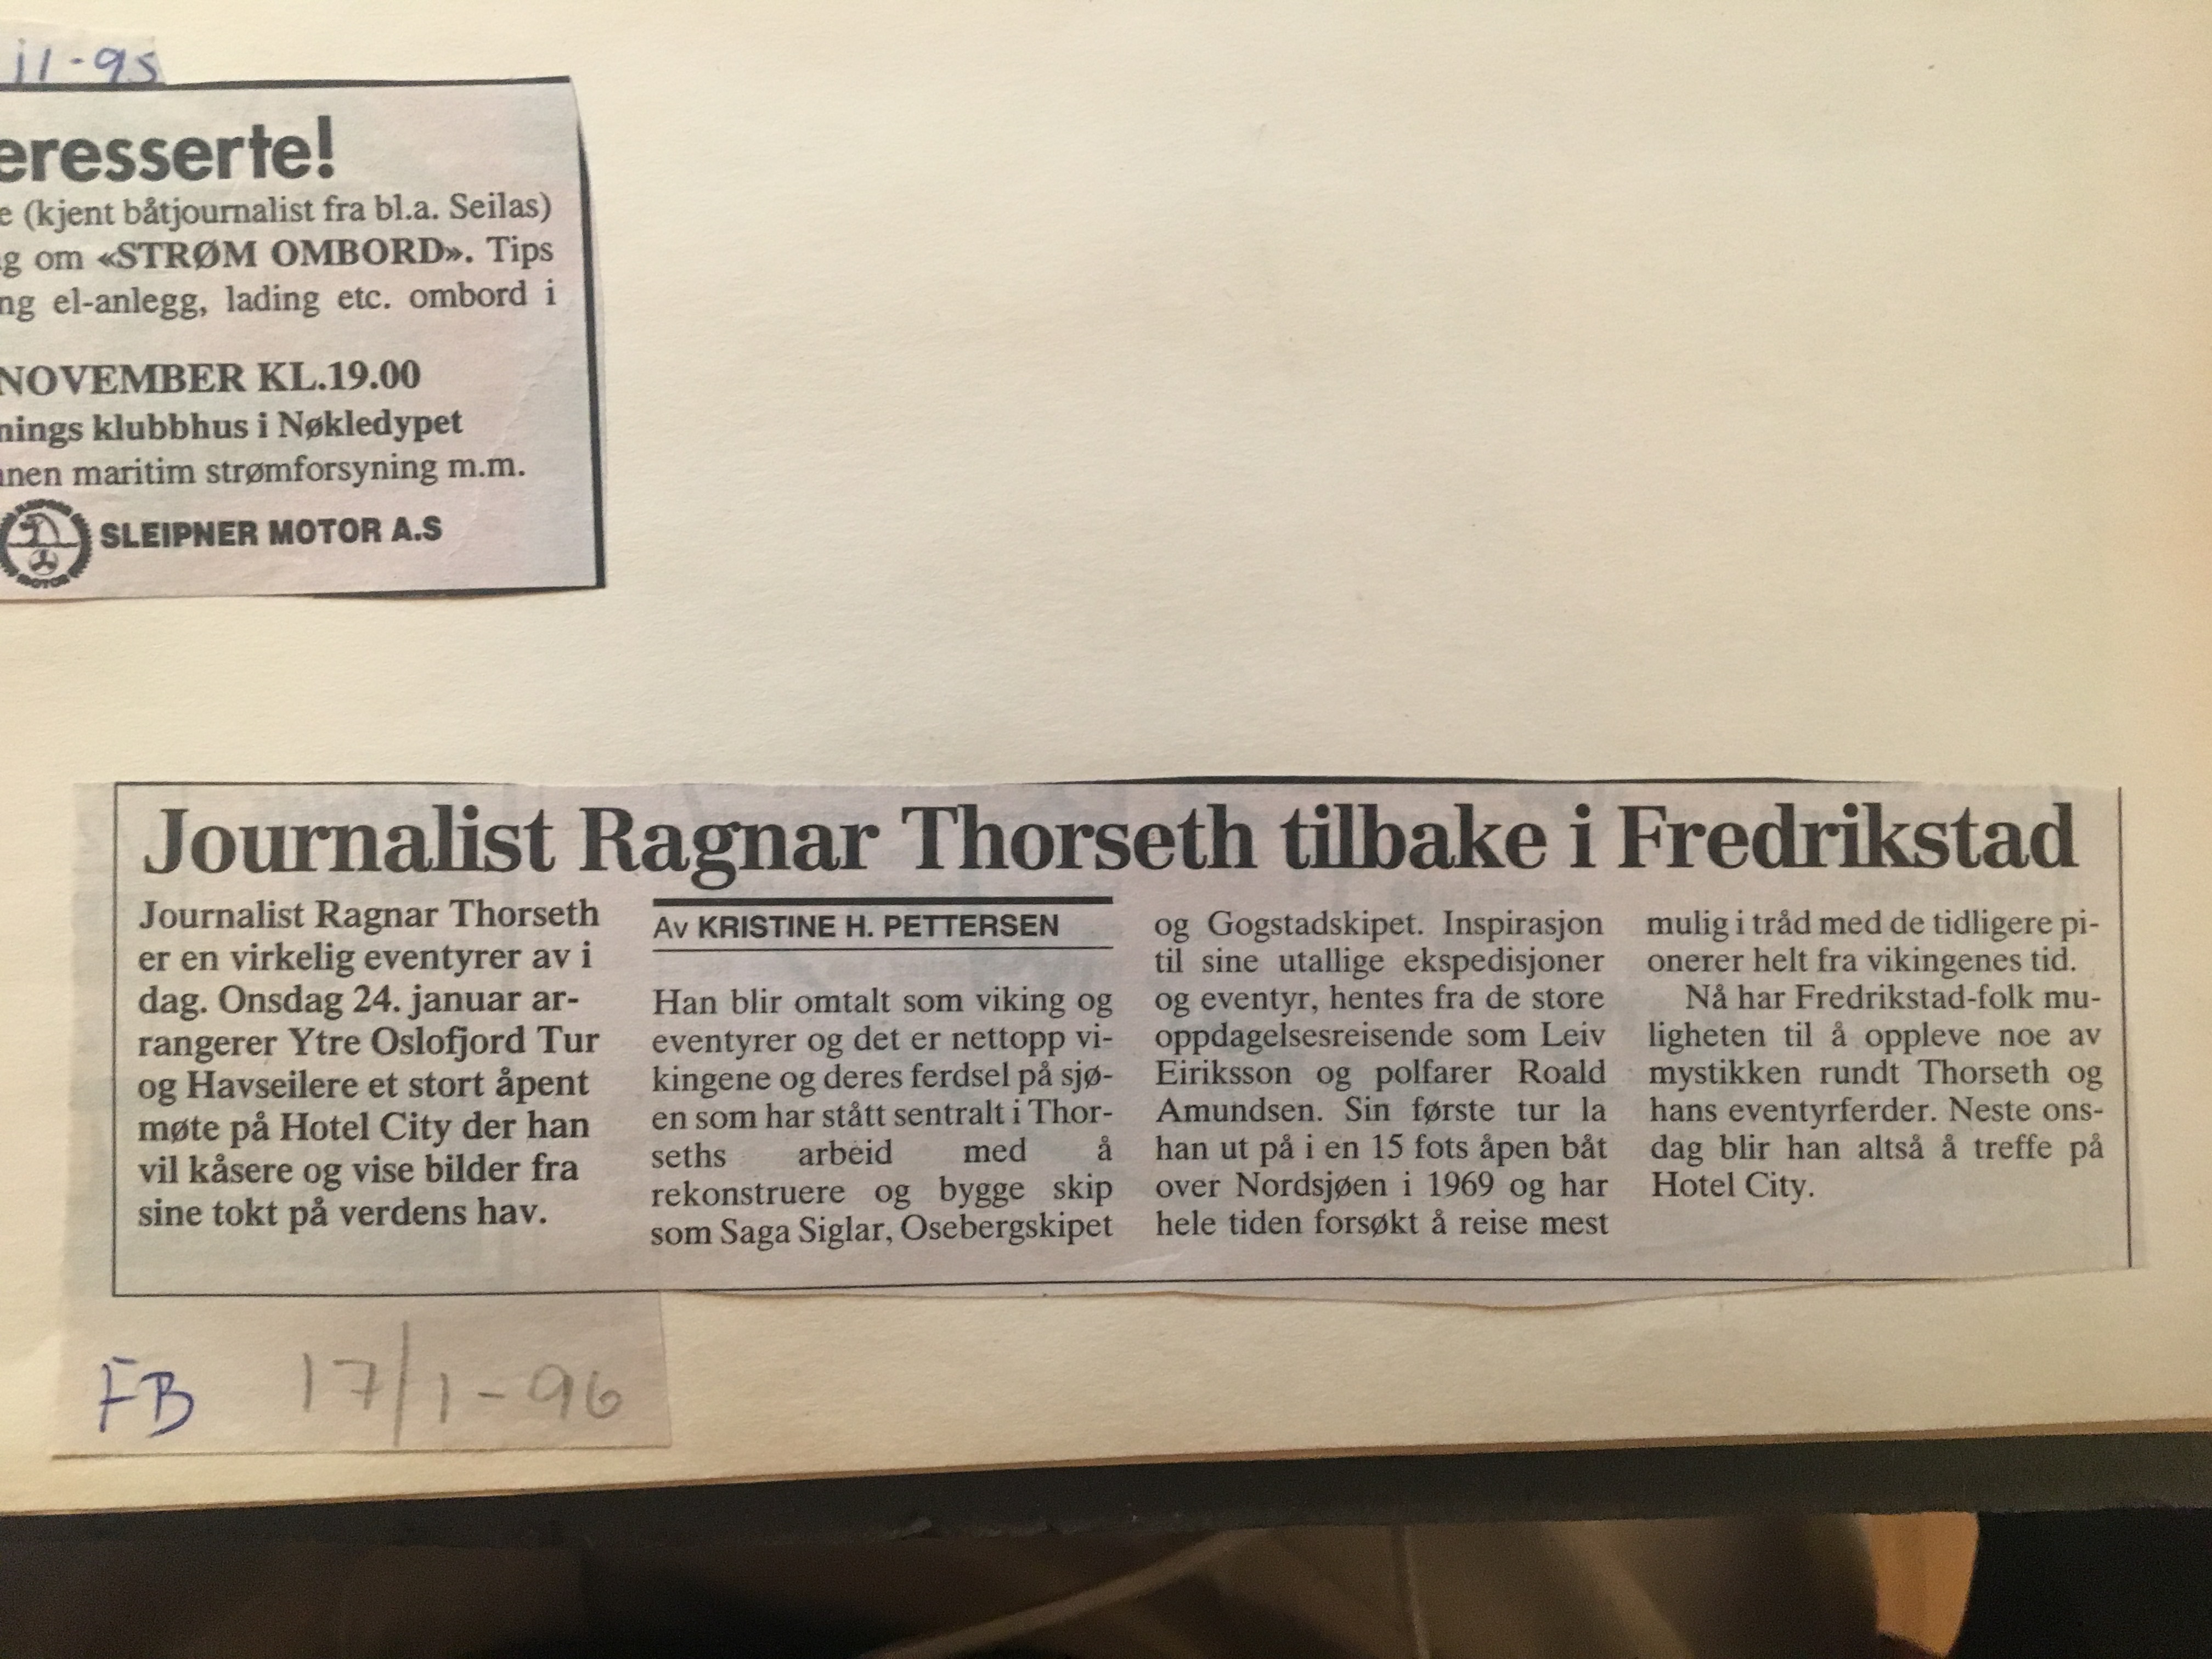 11-95
eresserte!
e (kjent båtjournalist fra bl.a. Seilas)
g om «STRØM OMBORD». Tips
ng el-anlegg, lading etc. ombord i
NOVEMBER KL.19.00
nings klubbhus i Nøkledypet
nnen maritim strømforsyning m.m.
MOTOR
SLEIPNER MOTOR A.S
Journalist Ragnar Thorseth tilbake i Fredrikstad
Journalist Ragnar Thorseth
er en virkelig eventyrer av i
dag. Onsdag 24. januar ar-
rangerer Ytre Oslofjord Tur
og Havseilere et stort åpent
møte på Hotel City der han
vil kåsere og vise bilder fra
sine tokt på verdens hav.
Av KRISTINE H. PETTERSEN
Han blir omtalt som viking og
eventyrer og det er nettopp vi-
kingene og deres ferdsel på sjø-
en som har stått sentralt i Thor-
seths arbeid med å
rekonstruere og bygge skip
som Saga Siglar, Osebergskipet
og Gogstadskipet. Inspirasjon
til sine utallige ekspedisjoner
og eventyr, hentes fra de store
oppdagelsesreisende som Leiv
Eiriksson og polfarer Roald
Amundsen. Sin første tur la
han ut på i en 15 fots åpen båt
over Nordsjøen i 1969 og har
hele tiden forsøkt å reise mest
mulig i tråd med de tidligere pi-
onerer helt fra vikingenes tid.
Nå har Fredrikstad-folk mu-
ligheten til å oppleve noe av
mystikken rundt Thorseth og
hans eventyrferder. Neste ons-
dag blir han altså å treffe på
Hotel City.
FB 17/1-96